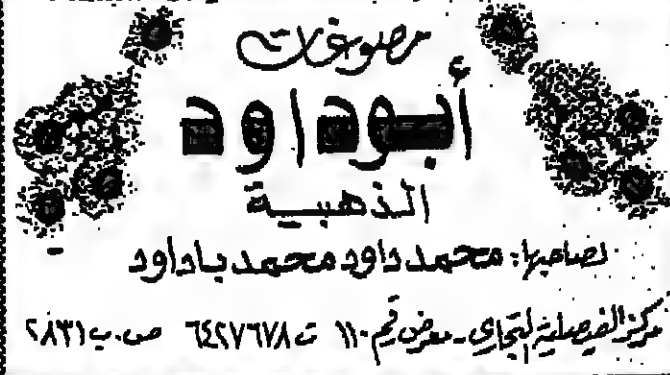 مصوغات
أبوداود
الذهبية
لصاحبها: محمد داود محمد باداود
مركز الفيصلية التجاري - معرض رقم ١١٠ ت ٦٤٢٧٦٧٨ ص.ب ٢٨٣١